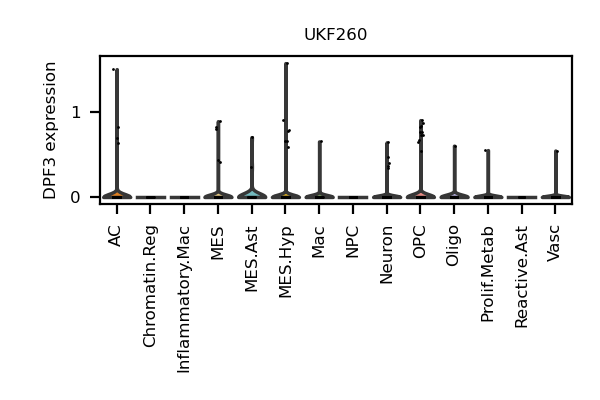 UKF260
DPF3 expression
1
0
AC
Chromatin.Reg
Inflammatory.Mac
MES
MES.Ast
MES.Hyp
Mac
NPC
Neuron
OPC
Oligo
Prolif.Metab
Reactive.Ast
Vasc